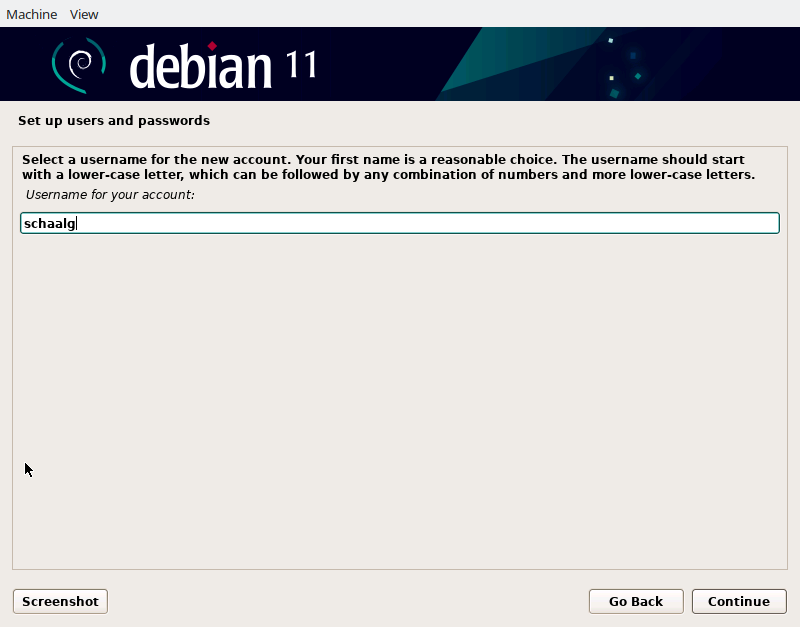 Machine View
debian 11
Set up users and passwords
Select a username for the new account. Your first name is a reasonable choice. The username should start
with a lower-case letter, which can be followed by any combination of numbers and more lower-case letters.
Username for your account:
schaalg
Screenshot Go Back Continue